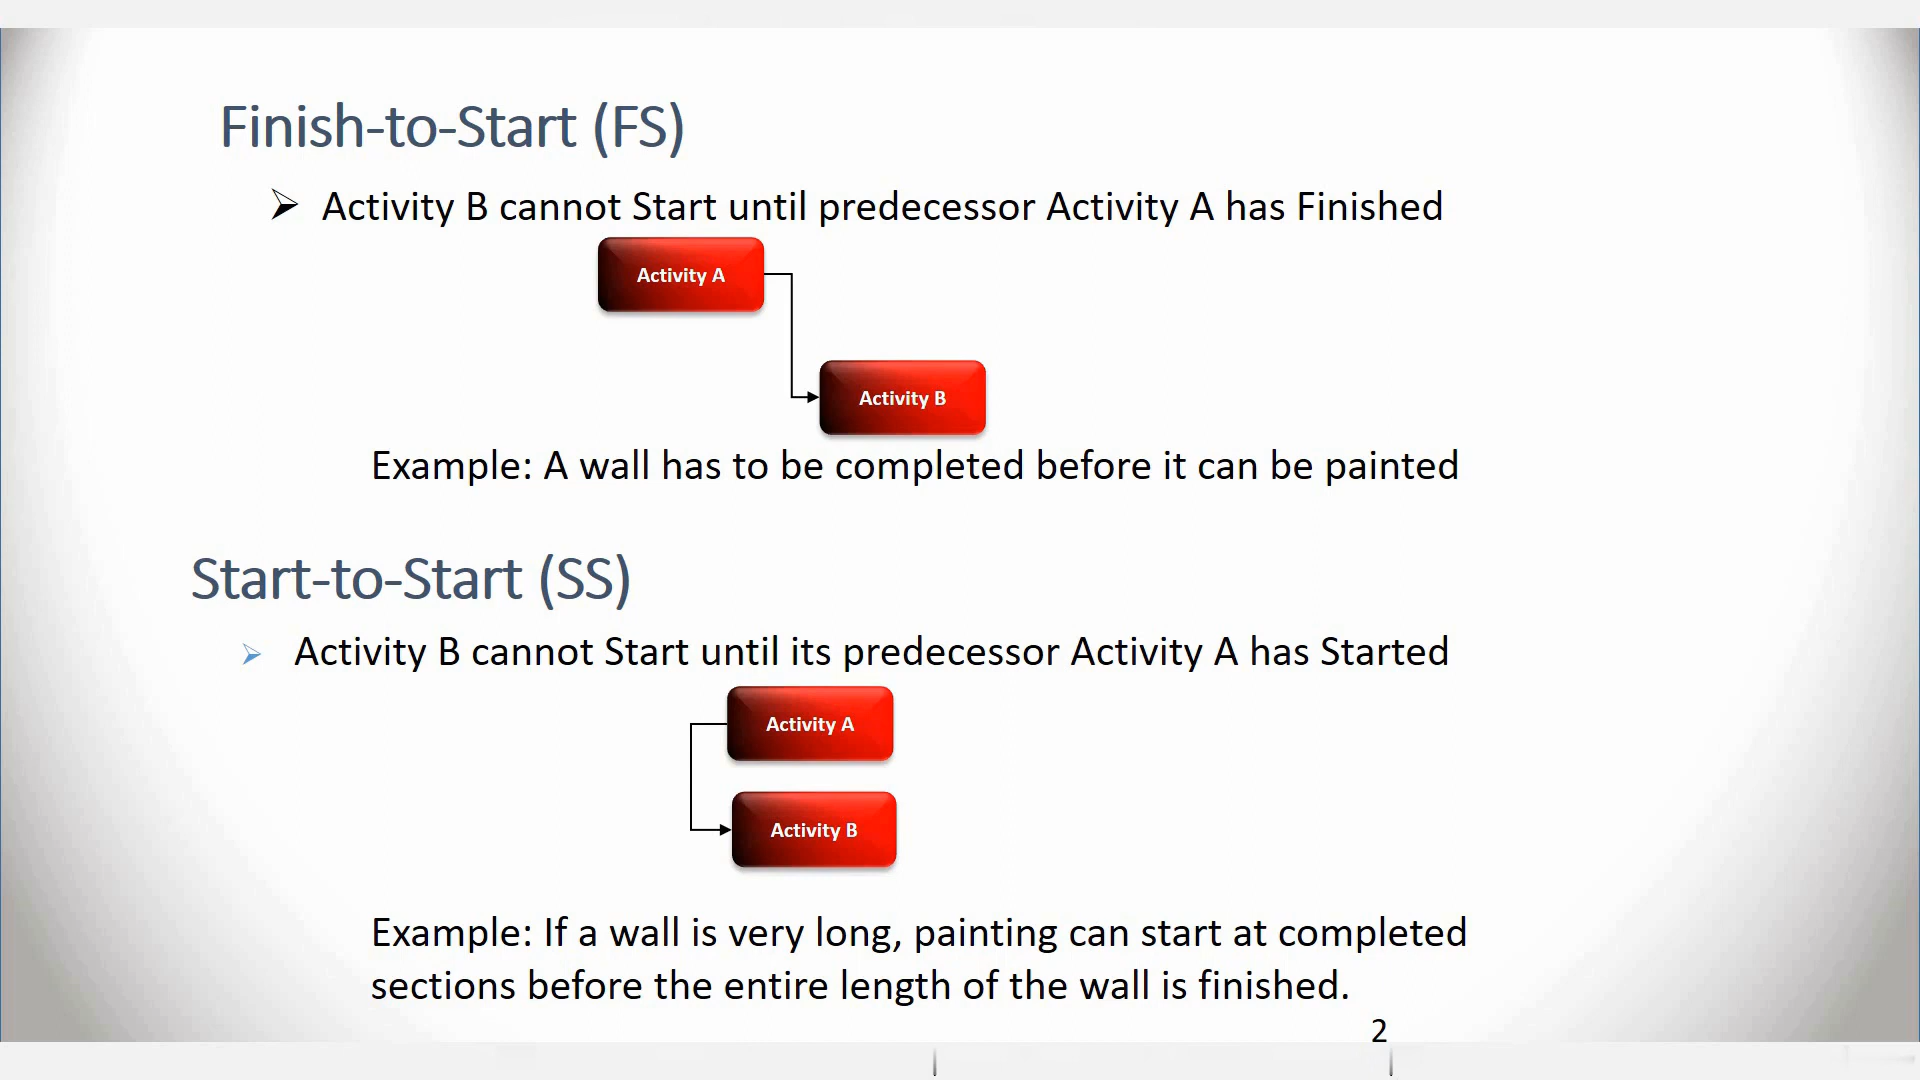 Finish-to-Start (FS)
Activity B cannot Start until predecessor Activity A has Finished
Activity A
Activity B
Example: A wall has to be completed before it can be painted
Start-to-Start (SS)
Activity B cannot Start until its predecessor Activity A has Started
Activity A
Activity B
Example: If a wall is very long, painting can start at completed
sections before the entire length of the wall is finished.
2